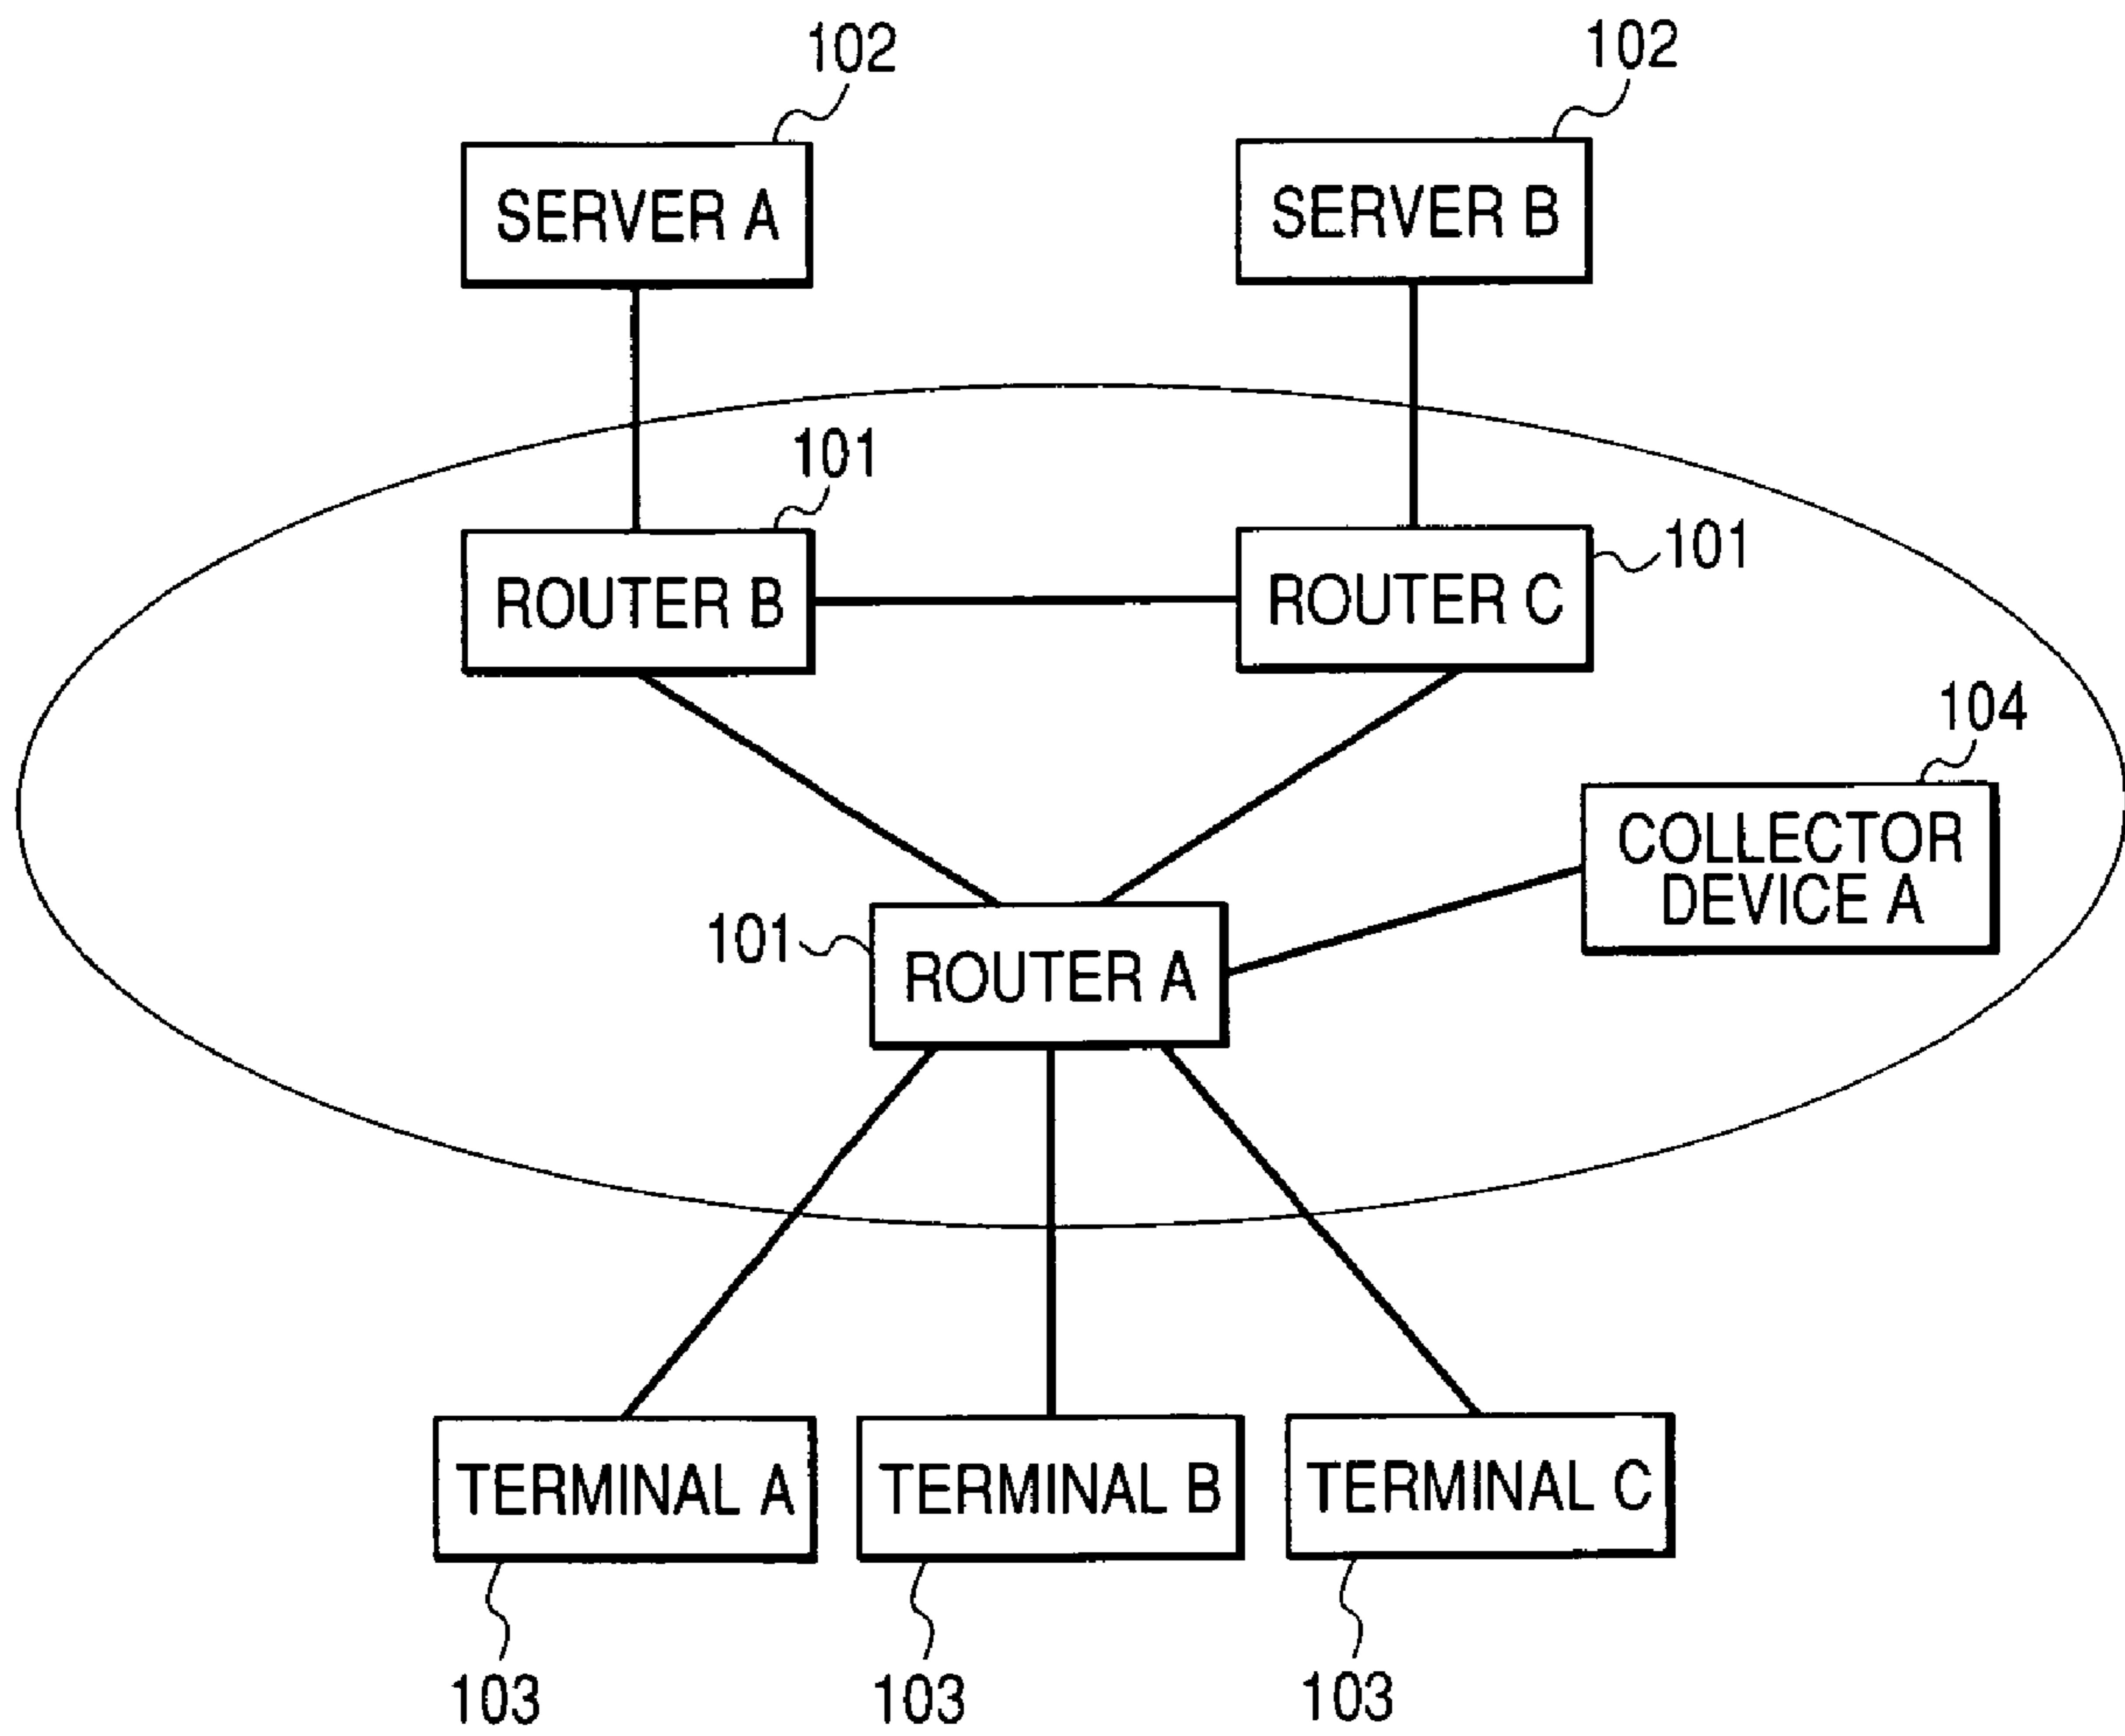 102
102
SERVER A
SERVER B
101
101
ROUTER B
ROUTER C
104
COLLECTOR
DEVICE A
101
ROUTER A
TERMINAL A
TERMINAL B
TERMINAL C
103
103
103